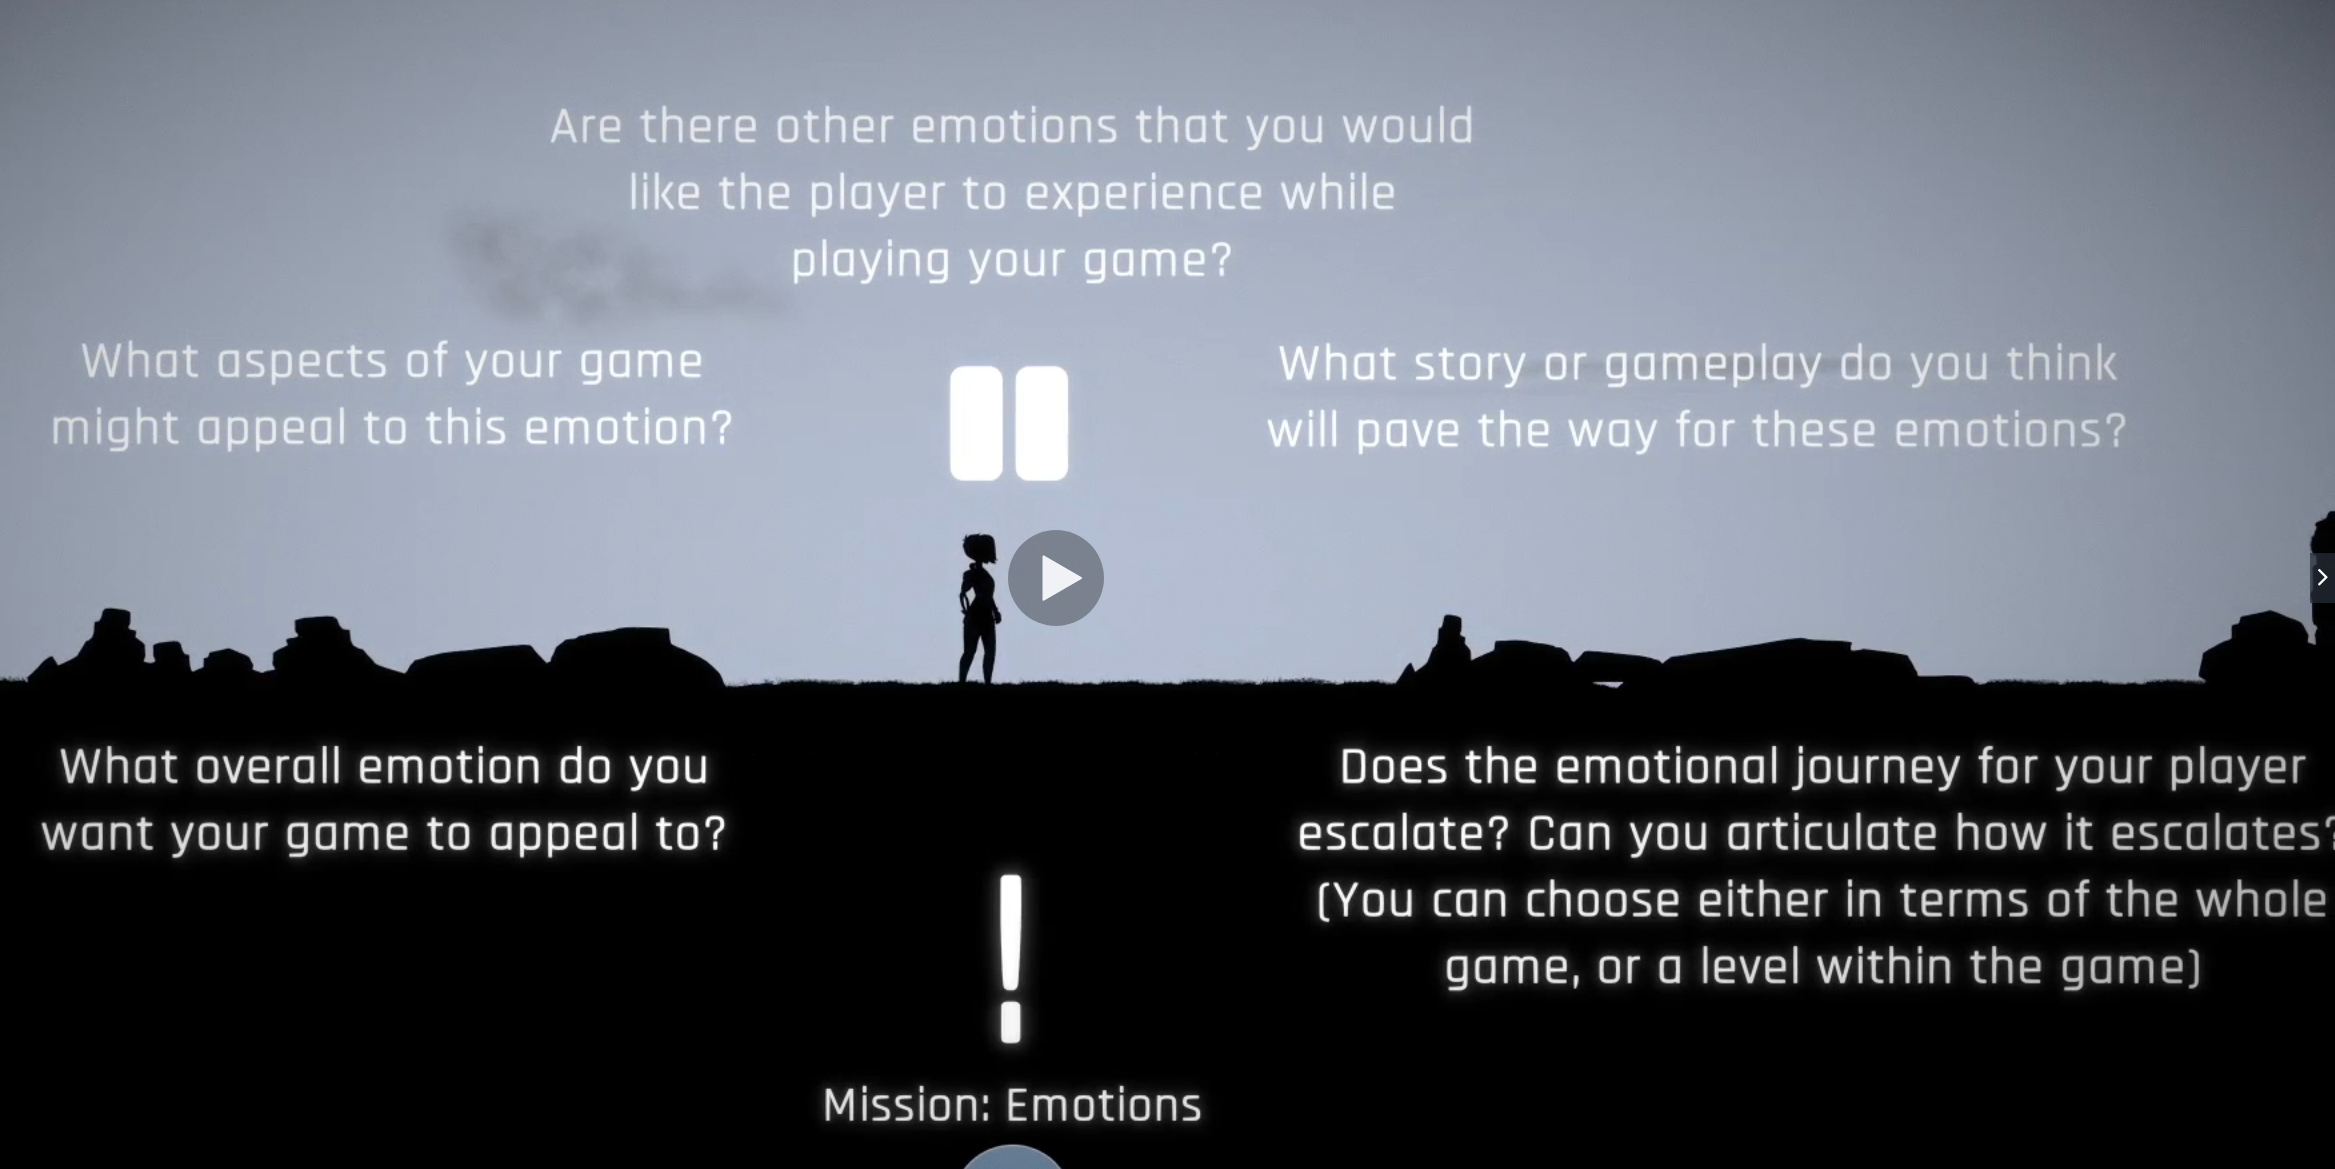 Are there other emotions that you would
like the player to experience while
playing your game?
What aspects of your game
might appeal to this emotion?
What story or gameplay do you think
will pave the way for these emotions?
What overall emotion do you
want your game to appeal to?
Does the emotional journey for your player
escalate? Can you articulate how it escalates?
(You can choose either in terms of the whole
game, or a level within the game)
!
Mission: Emotions